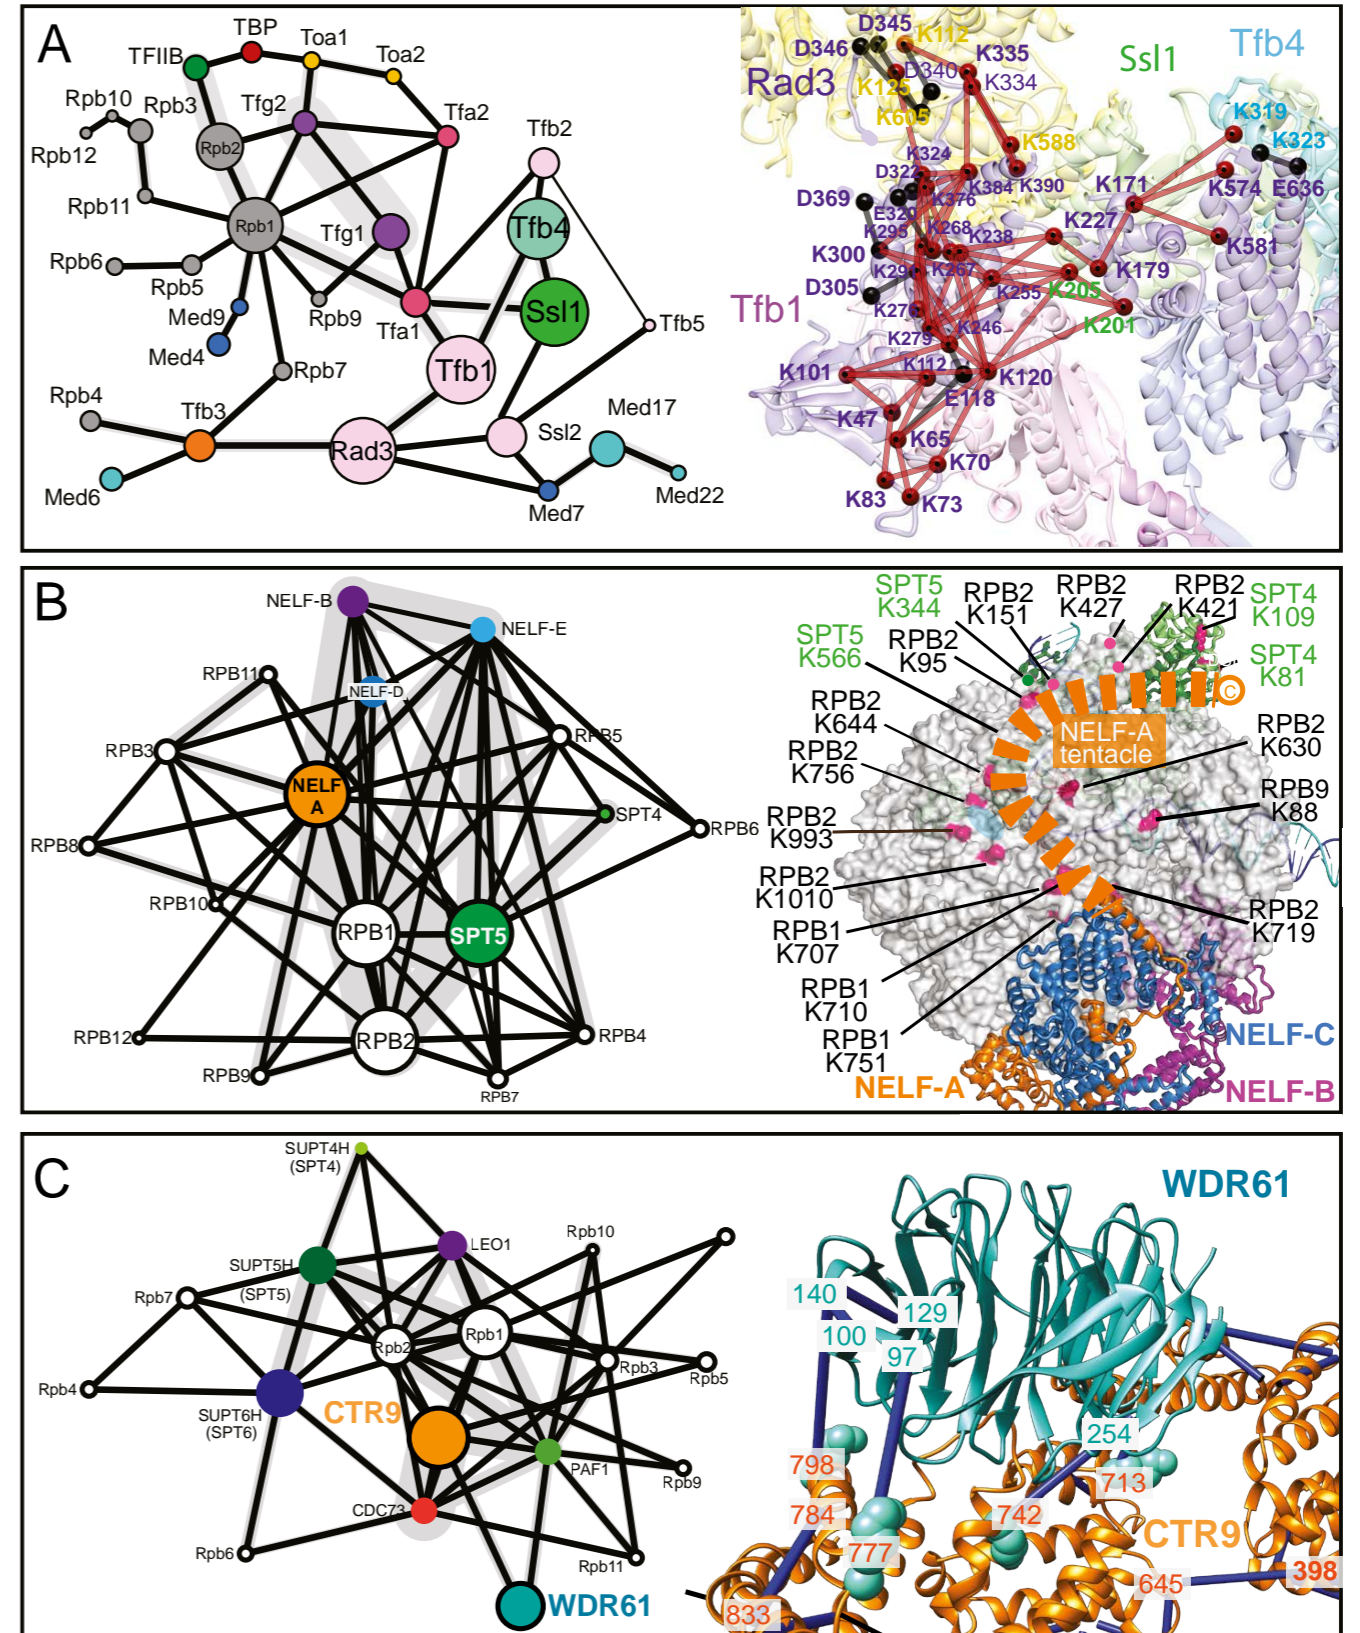 A
TBP
Toa1
Toa2
TFIIB
Rpb10
Rpb3
Tfg2
Tfa2
Tfb2
Rpb12
Rpb2
Rpb11
Rpb1
Tfg1
Tfb4
Rpb6
Rpb5
Med9
Rpb9
Tfa1
Ssl1
Tfb5
Med4
Rpb7
Tfb1
Rpb4
Tfb3
Med17
Rad3
Ssl2
Med6
Med7
Med22
D345
K112
D346
K335
Rad3
D340
K334
K125
K605
Ssl1
Tfb4
K319
K323
K588
K324
D322
K384
K390
K376
D369
E320
K171
K574
E636
K295
K268
K238
K227
K581
K300
K29
K267
K179
D305
K255
K205
Tfb1
K276
K246
K201
K279
K101
K112
K120
E118
K47
K65
K70
K83
K73
B
NELF-B
NELF-E
RPB11
NELF-D
RPB3
RPB5
NELF
A
SPT4
RPB6
RPB8
RPB10
RPB1
SPT5
RPB12
RPB2
RPB4
RPB9
RPB7
SPT5
K344
RPB2
K151
RPB2
K427
RPB2
K421
SPT4
K109
SPT5
K566
RPB2
K95
SPT4
K81
C
RPB2
K644
NELF-A
tentacle
RPB2
K630
RPB2
K756
RPB9
K88
RPB2
K993
RPB2
K1010
RPB2
K719
RPB1
K707
RPB1
K710
RPB1
K751
NELF-C
NELF-A
NELF-B
C
SUPT4H
(SPT4)
LEO1
Rpb10
SUPT5H
(SPT5)
Rpb7
Rpb2
Rpb1
Rpb3
Rpb5
Rpb4
SUPT6H
(SPT6)
CTR9
PAF1
Rpb9
CDC73
Rpb6
Rpb11
WDR61
WDR61
140
129
100
97
254
798
713
784
742
777
CTR9
645
398
833